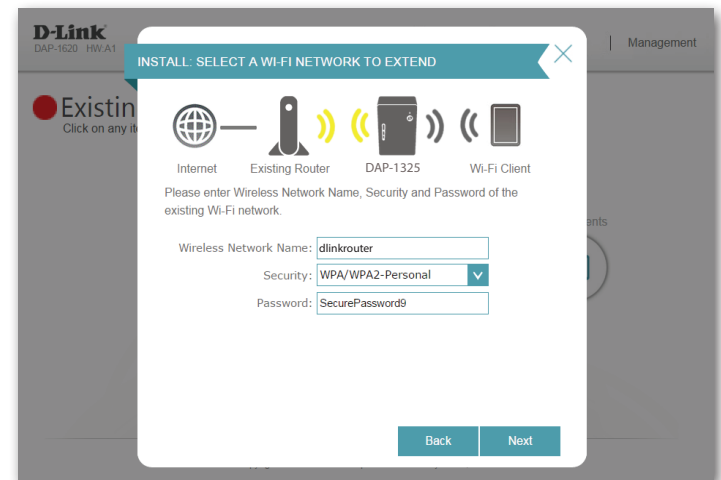 D-Link
DAP-1620 HW:A1
Management
INSTALL: SELECT A WI-FI NETWORK TO EXTEND
Existin
Click on any it
Internet Existing Router DAP-1325 Wi-Fi Client
Please enter Wireless Network Name, Security and Password of the
existing Wi-Fi network.
ents
Wireless Network Name: dlinkrouter
Security: WPA/WPA2-Personal
Password: SecurePassword9
Back Next